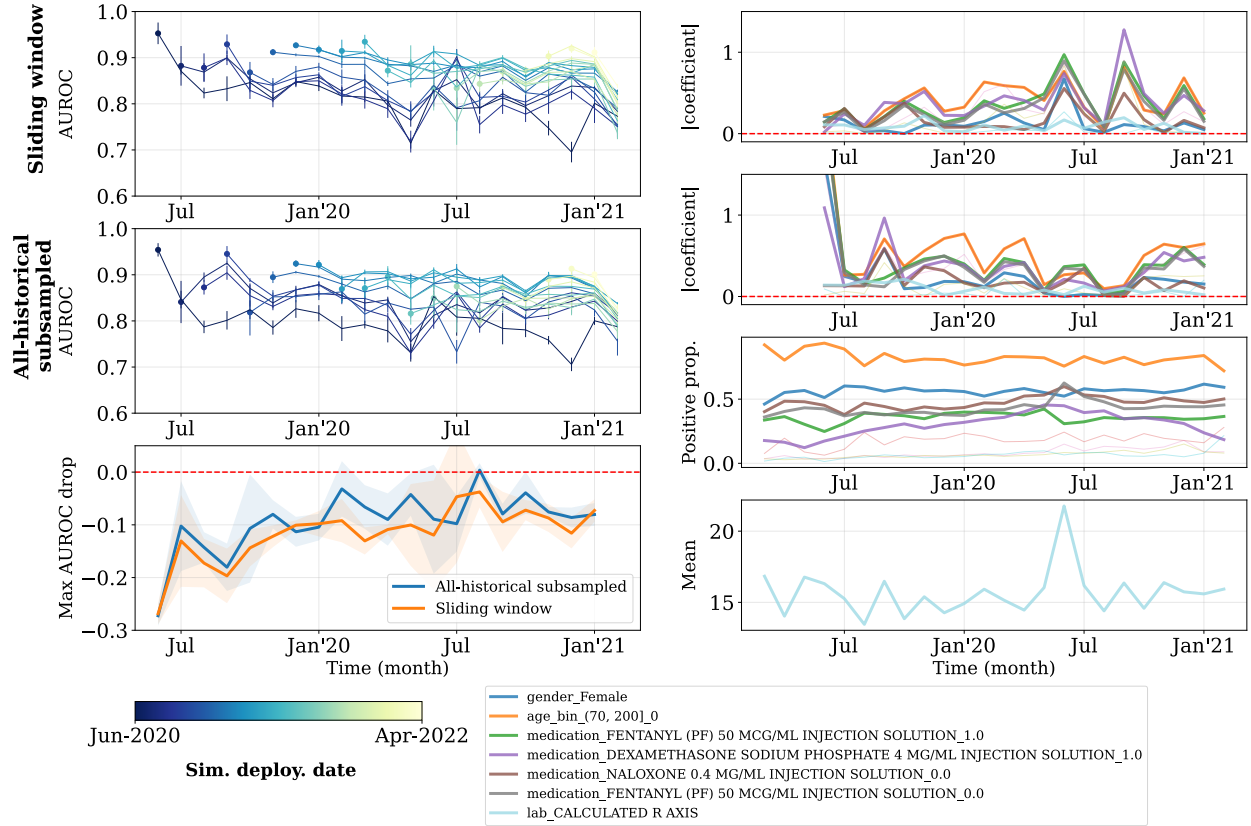 Sliding window
AUROC
1.0
0.9
0.8
0.7
0.6
Jul
Jan'20
Jul
Jan'21
All-historical
subsampled
AUROC
1.0
0.9
0.8
0.7
0.6
Jul
Jan'20
Jul
Jan'21
Max AUROC drop
0.0
−0.1
−0.2
−0.3
All-historical subsampled
Sliding window
Jul
Jan'20
Jul
Jan'21
Time (month)
Jun-2020
Apr-2022
Sim. deploy. date
|coefficient|
1
0
Jul
Jan'20
Jul
Jan'21
|coefficient|
1
0
Jul
Jan'20
Jul
Jan'21
Positive prop.
0.5
0.0
Jul
Jan'20
Jul
Jan'21
Mean
20
15
Jul
Jan'20
Jul
Jan'21
Time (month)
gender_Female
age_bin_(70, 200]_0
medication_FENTANYL (PF) 50 MCG/ML INJECTION SOLUTION_1.0
medication_DEXAMETHASONE SODIUM PHOSPHATE 4 MG/ML INJECTION SOLUTION_1.0
medication_NALOXONE 0.4 MG/ML INJECTION SOLUTION_0.0
medication_FENTANYL (PF) 50 MCG/ML INJECTION SOLUTION_0.0
lab_CALCULATED R AXIS